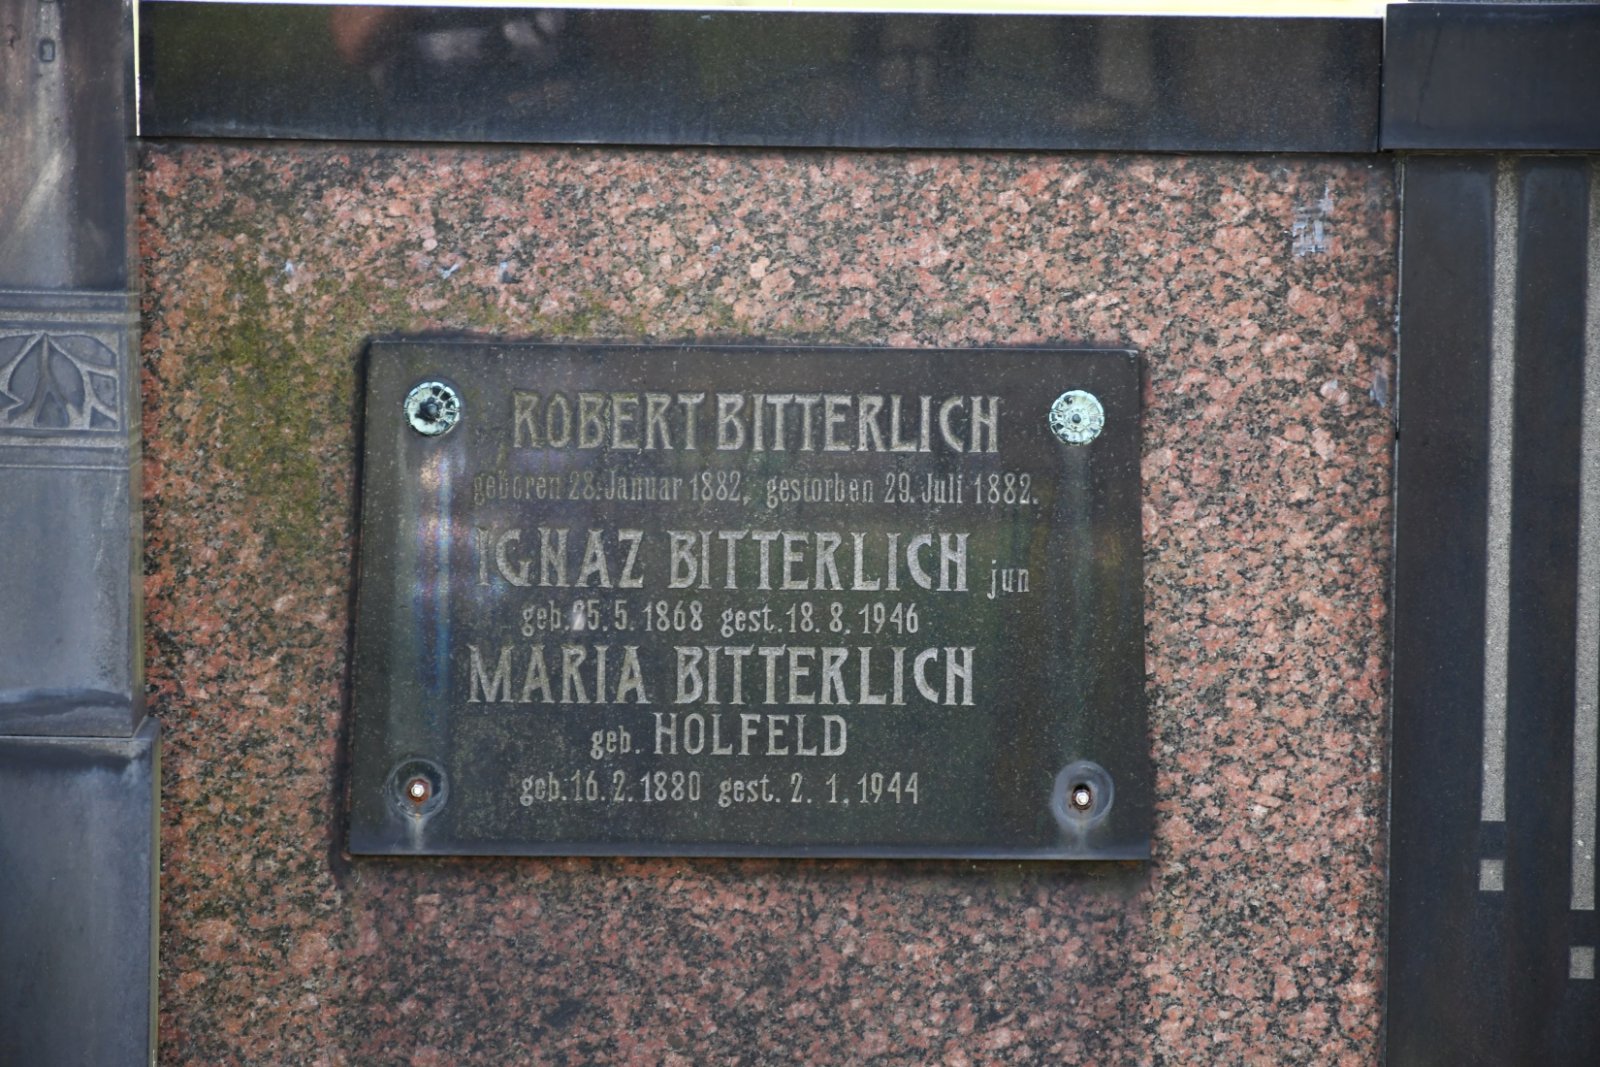 ROBERT BITTERLICH
geboren 28. Januar 1882, gestorben 29. Juli 1882.
IGNAZ BITTERLICH jun
geb. 25. 5. 1868 gest. 18. 8. 1946
MARIA BITTERLICH
geb. HOLFELD
geb. 16. 2. 1880 gest. 2. 1. 1944